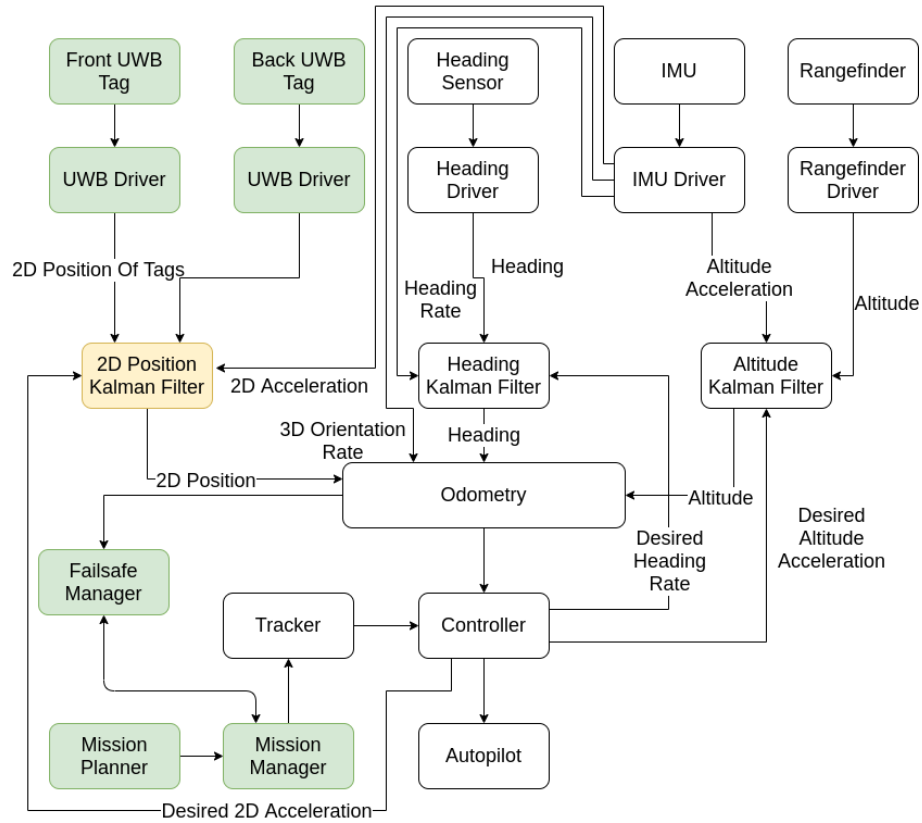 Front UWB
Tag
Back UWB
Tag
Heading
Sensor
IMU
Rangefinder
UWB Driver
UWB Driver
Heading
Driver
IMU Driver
Rangefinder
Driver
2D Position Of Tags
Heading
Heading
Rate
Altitude
Acceleration
Altitude
2D Position
Kalman Filter
2D Acceleration
Heading
Kalman Filter
Altitude
Kalman Filter
3D Orientation
Rate
Heading
2D Position
Odometry
Altitude
Desired
Heading
Rate
Desired
Altitude
Acceleration
Failsafe
Manager
Tracker
Controller
Mission
Planner
Mission
Manager
Autopilot
Desired 2D Acceleration